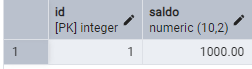 id saldo
[PK] integer numeric (10,2)
1 1 1000.00